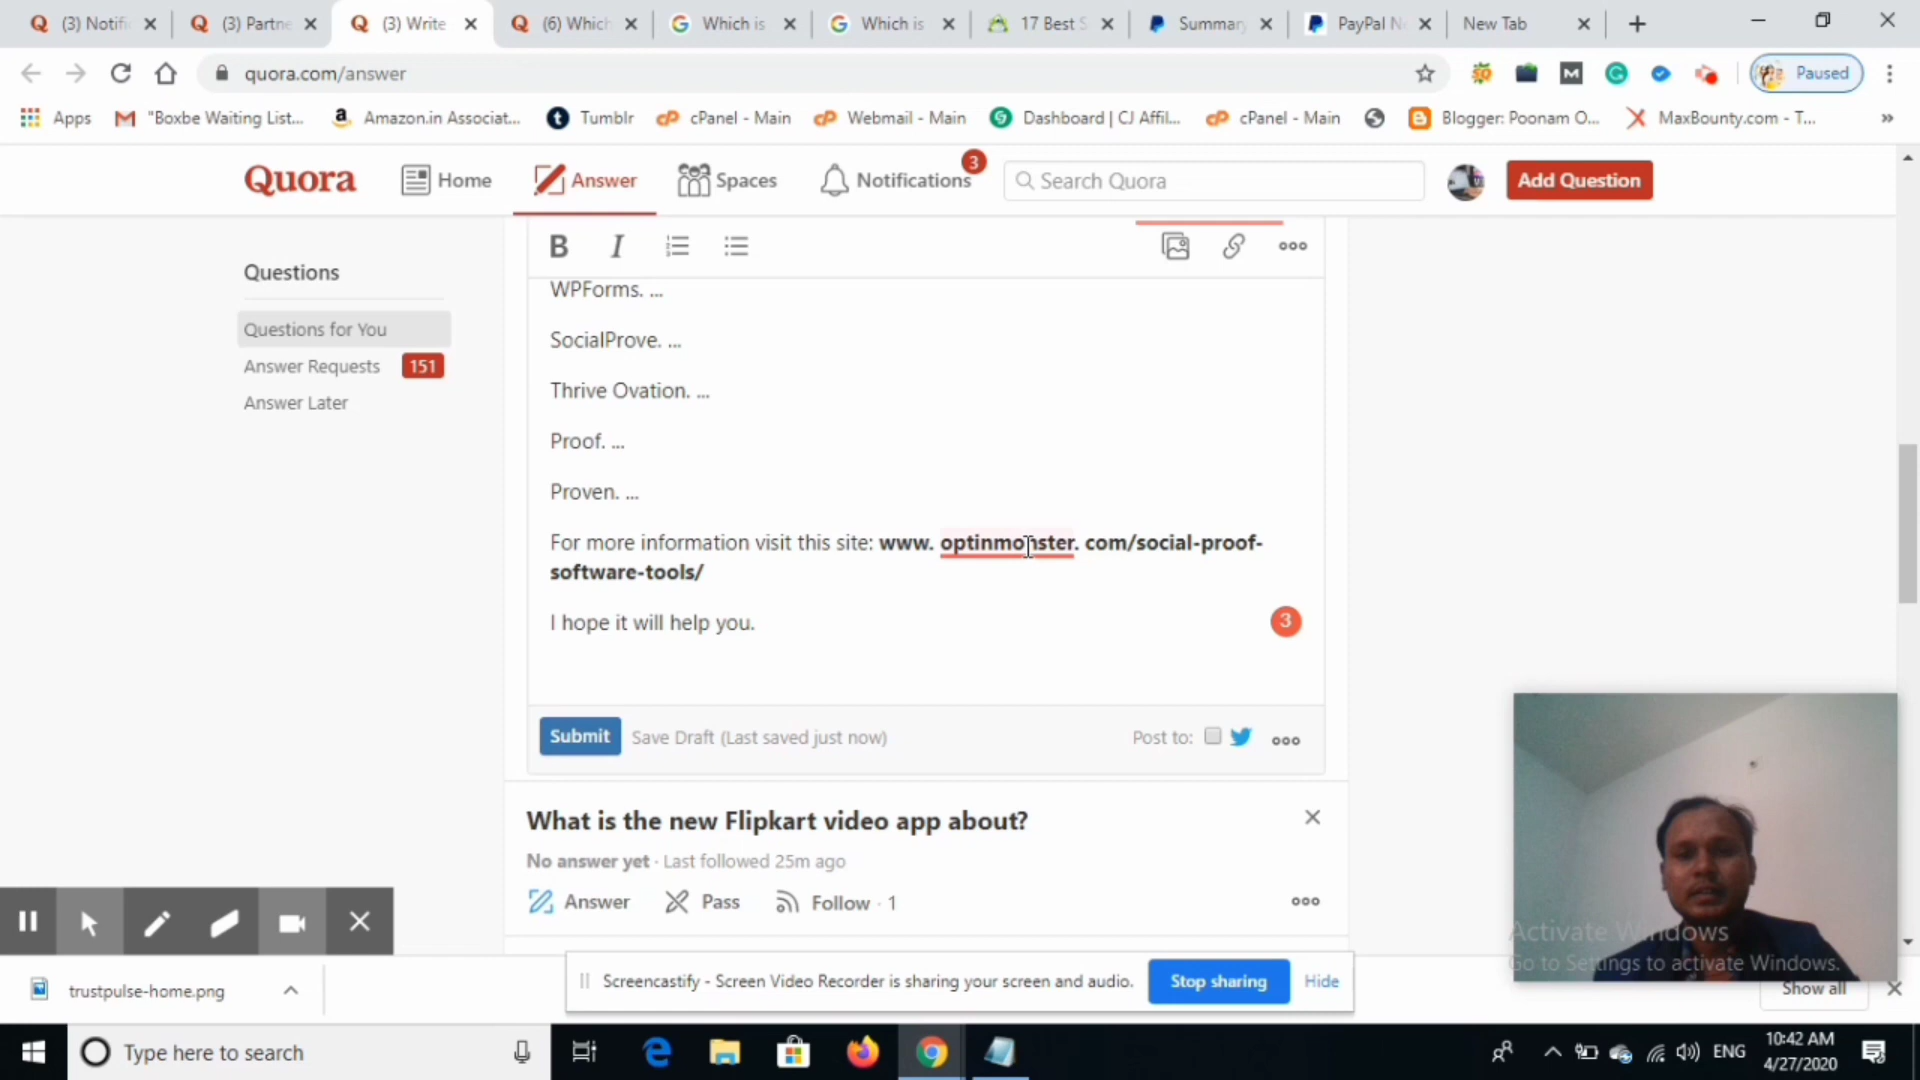 (3) Notifi
(3) Partne
(3) Write
(6) Which
Which is
Which is
17 Best S
Summary
PayPal N
New Tab
quora.com/answer
Paused
Apps
"Boxbe Waiting List...
Amazon.in Associat...
Tumblr
cPanel - Main
Webmail - Main
Dashboard | CJ Affil...
cPanel - Main
Blogger: Poonam O...
MaxBounty.com - T...
»
Quora
Home
Answer
Spaces
Notifications
3
Search Quora
Add Question
B I
Questions
Questions for You
Answer Requests 151
Answer Later
WPForms. ...
SocialProve. ...
Thrive Ovation. ...
Proof. ...
Proven. ...
For more information visit this site: www. optinmonster. com/social-proof-
software-tools/
I hope it will help you.
3
Submit Save Draft (Last saved just now)
Post to:
What is the new Flipkart video app about?
No answer yet · Last followed 25m ago
Answer Pass Follow · 1
Activate Windows
Go to Settings to activate Windows.
trustpulse-home.png
Screencastify - Screen Video Recorder is sharing your screen and audio.
Stop sharing
Hide
Show all
Type here to search
ENG
10:42 AM
4/27/2020